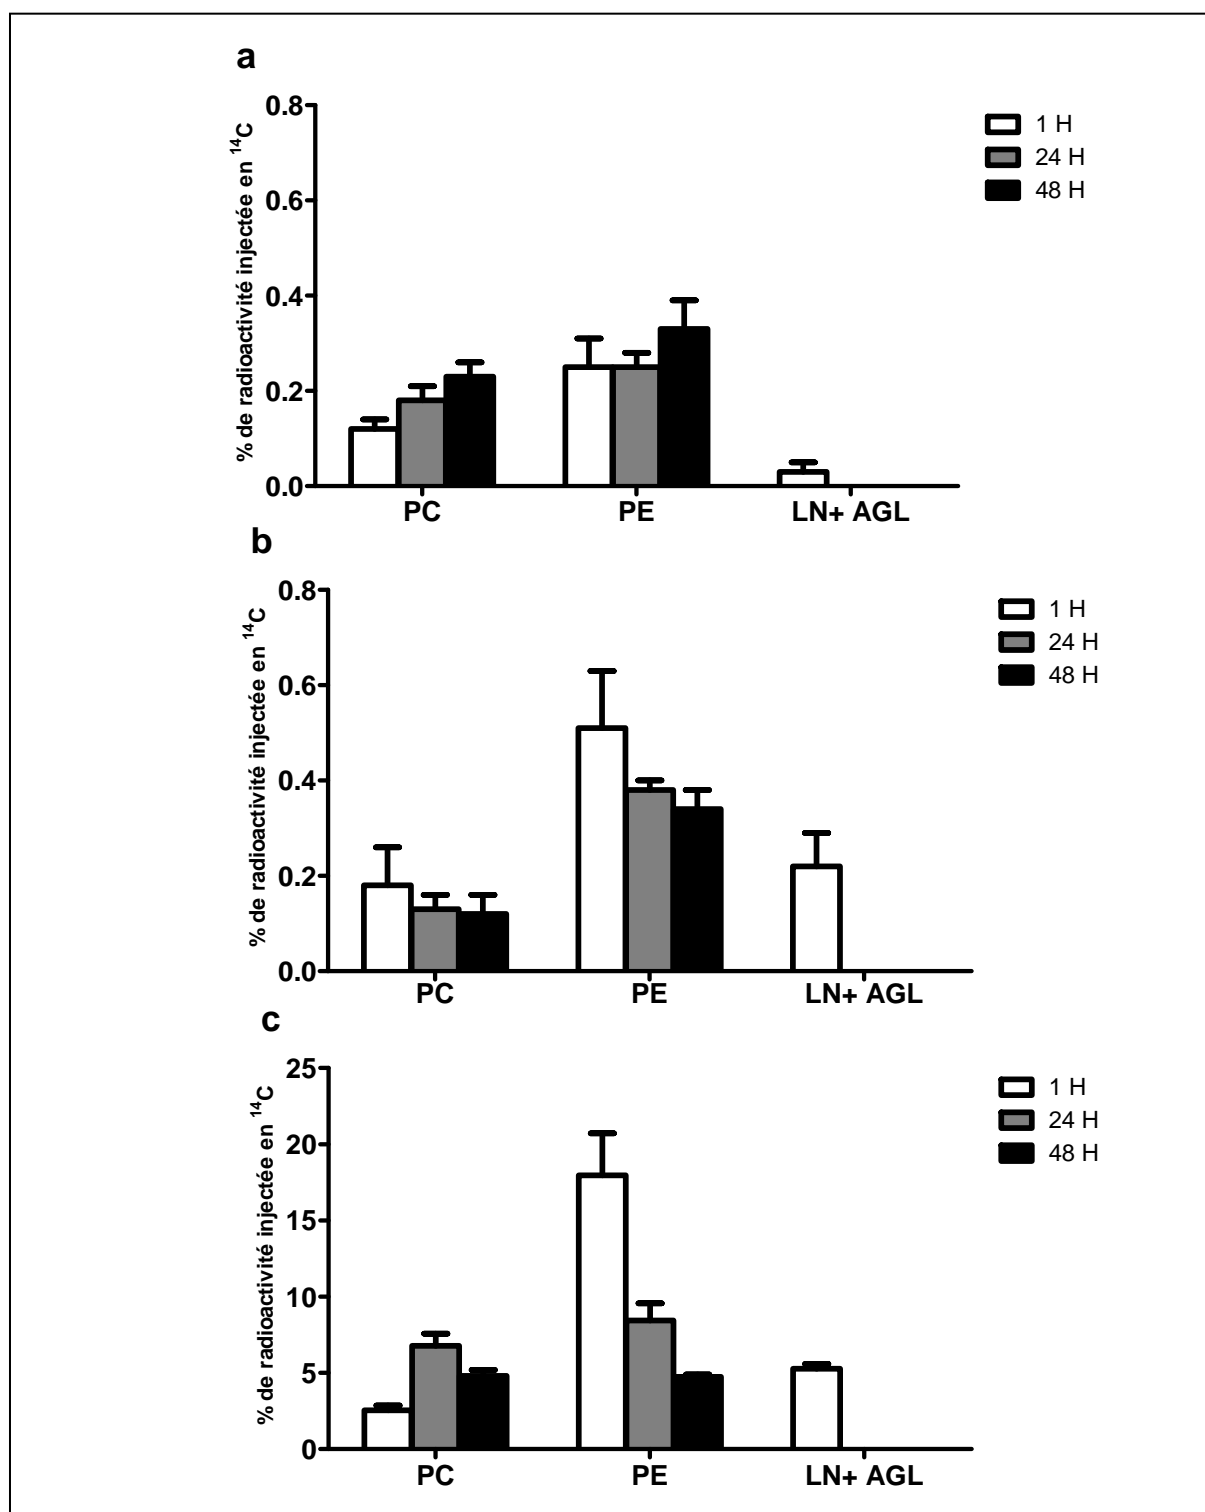 a
% de radioactivité injectée en ¹⁴C
0.8
0.6
0.4
0.2
0.0
PC PE LN+ AGL
1 H
24 H
48 H
b
% de radioactivité injectée en ¹⁴C
0.8
0.6
0.4
0.2
0.0
PC PE LN+ AGL
1 H
24 H
48 H
c
% de radioactivité injectée en ¹⁴C
25
20
15
10
5
0
PC PE LN+ AGL
1 H
24 H
48 H